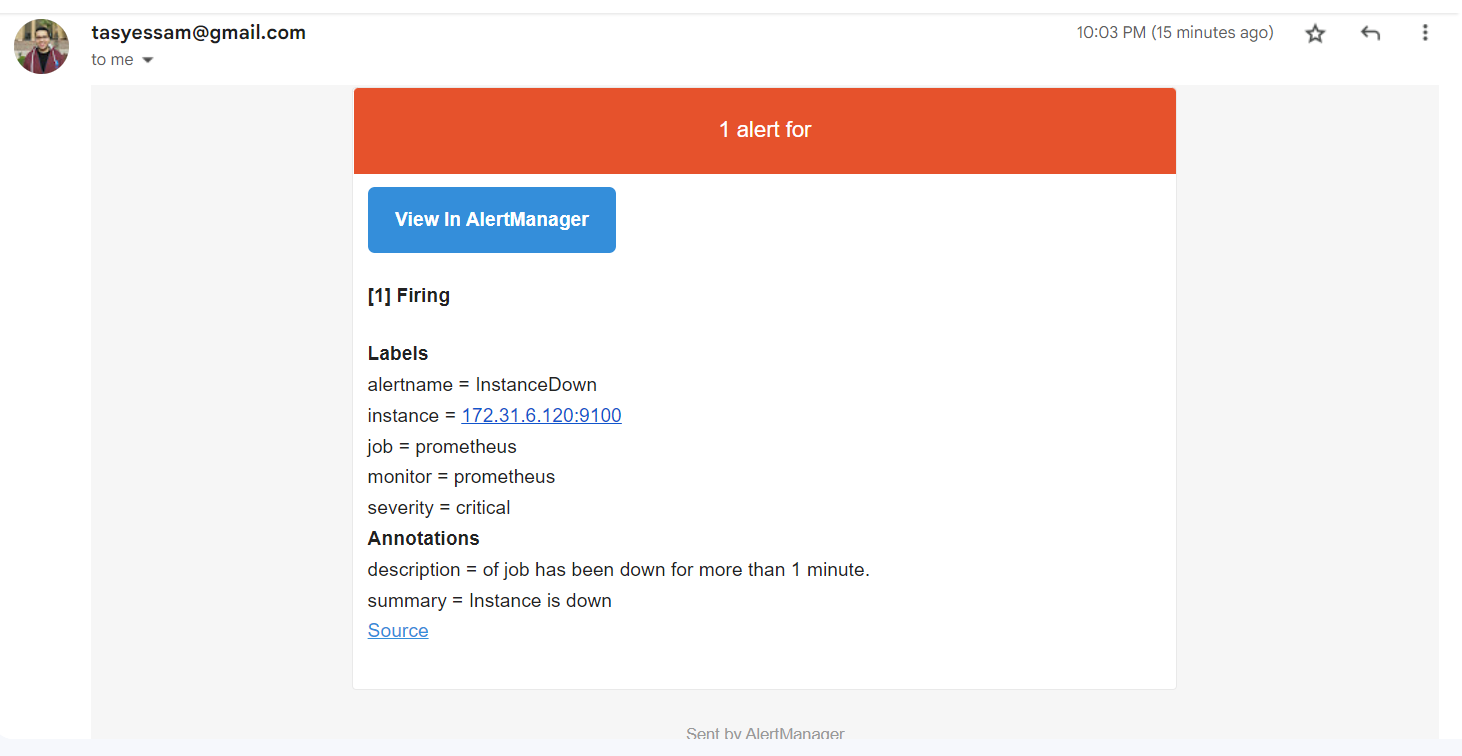 tasyessam@gmail.com
10:03 PM (15 minutes ago)
to me
1 alert for
View In AlertManager
[1] Firing
Labels
alertname = InstanceDown
instance = 172.31.6.120:9100
job = prometheus
monitor = prometheus
severity = critical
Annotations
description = of job has been down for more than 1 minute.
summary = Instance is down
Source
Sent by AlertManager